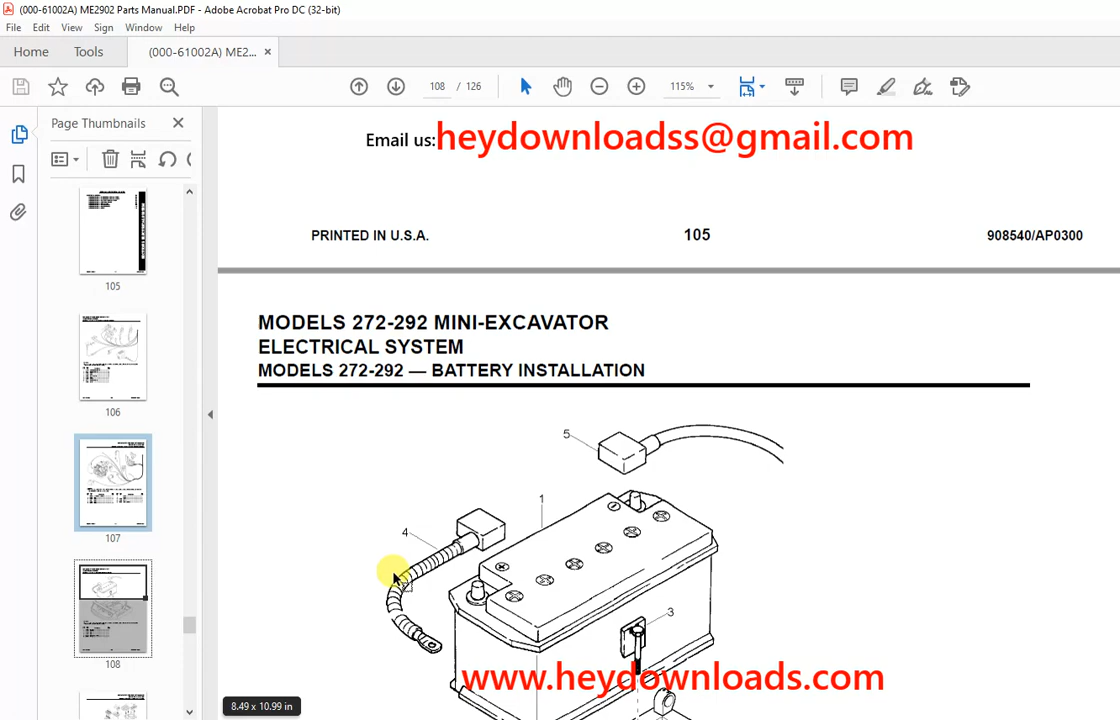 (000-61002A) ME2902 Parts Manual.PDF - Adobe Acrobat Pro DC (32-bit)
File Edit View Sign Window Help
Home Tools (000-61002A) ME2... ×
108 / 126 115%
Page Thumbnails
105
106
107
108
8.49 x 10.99 in
Email us:heydownloadss@gmail.com
PRINTED IN U.S.A. 105 908540/AP0300
MODELS 272-292 MINI-EXCAVATOR
ELECTRICAL SYSTEM
MODELS 272-292 — BATTERY INSTALLATION
5
1
4
3
www.heydownloads.com